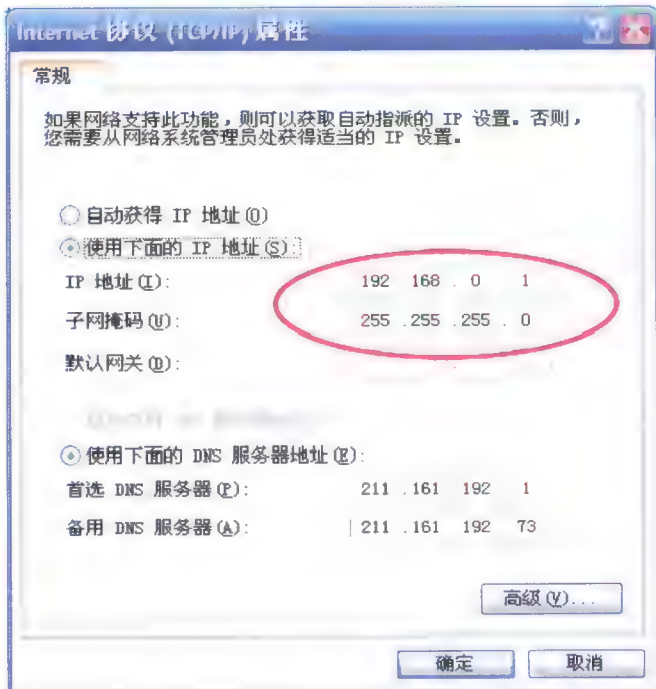 Internet 协议 (TCP/IP) 属性
常规
如果网络支持此功能，则可以获取自动指派的 IP 设置。否则，
您需要从网络系统管理员处获得适当的 IP 设置。
自动获得 IP 地址(O)
使用下面的 IP 地址(S):
IP 地址(I): 192 168 . 0 1
子网掩码(U): 255 .255 .255 . 0
默认网关(D):
使用下面的 DNS 服务器地址(E):
首选 DNS 服务器(P): 211 .161 192 1
备用 DNS 服务器(A): 211 .161 192 73
高级(V)...
确定 取消